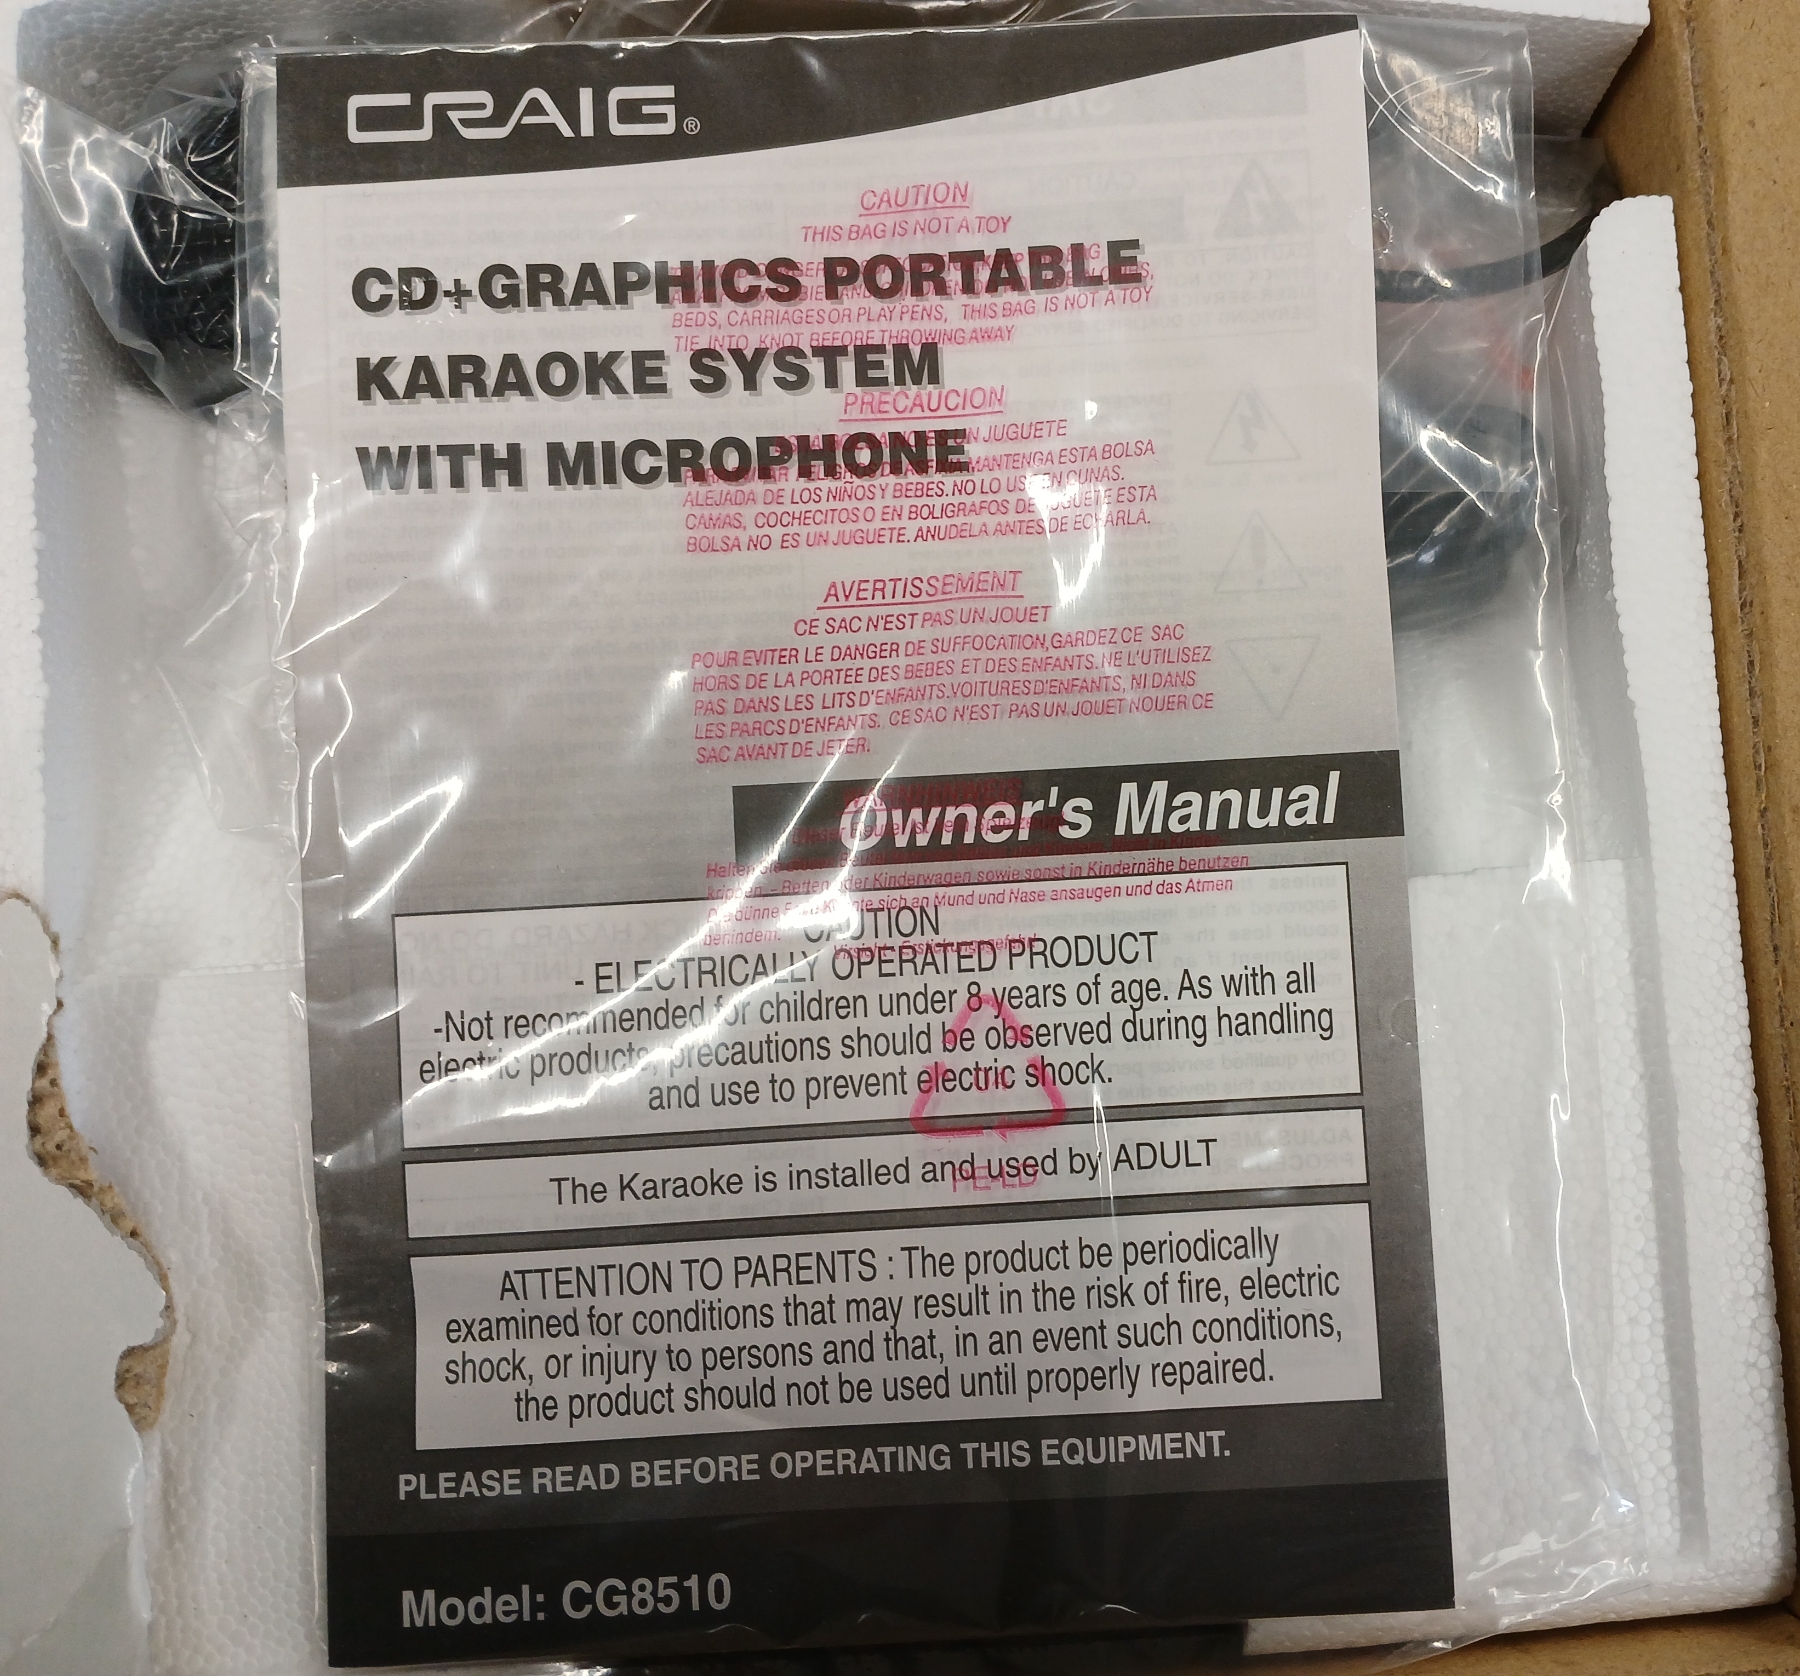 CRAIG®
CAUTION
THIS BAG IS NOT A TOY
CD+GRAPHICS PORTABLE
BEDS, CARRIAGES OR PLAY PENS, THIS BAG IS NOT A TOY
TIE INTO KNOT BEFORE THROWING AWAY
KARAOKE SYSTEM
PRECAUCION
UN JUGUETE
WITH MICROPHONE
MANTENGA ESTA BOLSA
ALEJADA DE LOS NIÑOS Y BEBES. NO LO USE EN CUNAS.
CAMAS, COCHECITOS O EN BOLIGRAFOS DE JUGUETE ESTA
BOLSA NO ES UN JUGUETE. ANUDELA ANTES DE ECHARLA.
AVERTISSEMENT
CE SAC N'EST PAS UN JOUET
POUR EVITER LE DANGER DE SUFFOCATION, GARDEZ CE SAC
HORS DE LA PORTEE DES BEBES ET DES ENFANTS. NE L'UTILISEZ
PAS DANS LES LITS D'ENFANTS. VOITURES D'ENFANTS, NI DANS
LES PARCS D'ENFANTS. CE SAC N'EST PAS UN JOUET NOUER CE
SAC AVANT DE JETER.
Owner's Manual
Halten Sie
Betten oder Kinderwagen sowie sonst in Kindernähe benutzen
sich an Mund und Nase ansaugen und das Atmen
CAUTION
- ELECTRICALLY OPERATED PRODUCT
-Not recommended for children under 8 years of age. As with all
electric products, precautions should be observed during handling
and use to prevent electric shock.
The Karaoke is installed and used by ADULT
PE-LD
ATTENTION TO PARENTS : The product be periodically
examined for conditions that may result in the risk of fire, electric
shock, or injury to persons and that, in an event such conditions,
the product should not be used until properly repaired.
PLEASE READ BEFORE OPERATING THIS EQUIPMENT.
Model: CG8510